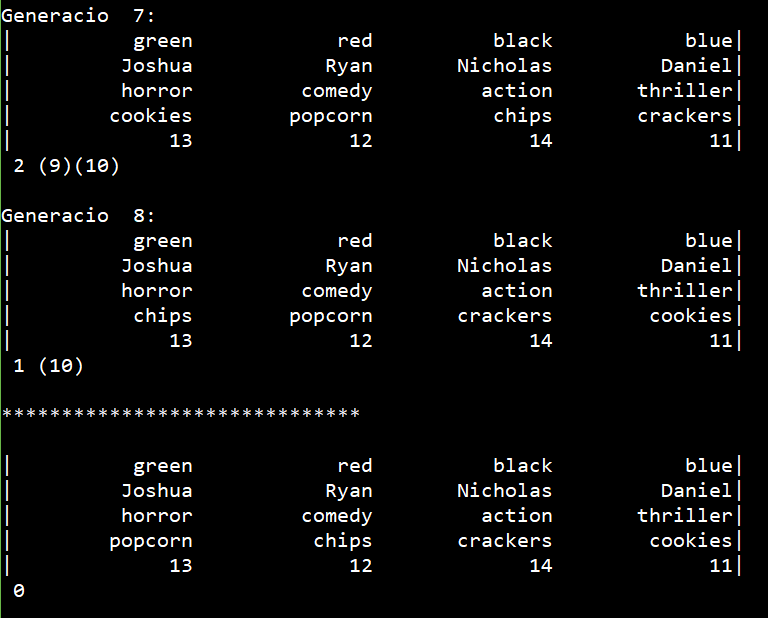 Generacio  7:
|          green         red       black        blue|
|         Joshua        Ryan    Nicholas      Daniel|
|         horror      comedy      action    thriller|
|        cookies     popcorn       chips    crackers|
|             13          12          14          11|
 2 (9)(10)
Generacio  8:
|          green         red       black        blue|
|         Joshua        Ryan    Nicholas      Daniel|
|         horror      comedy      action    thriller|
|          chips     popcorn    crackers     cookies|
|             13          12          14          11|
 1 (10)
******************************
|          green         red       black        blue|
|         Joshua        Ryan    Nicholas      Daniel|
|         horror      comedy      action    thriller|
|        popcorn       chips    crackers     cookies|
|             13          12          14          11|
 0